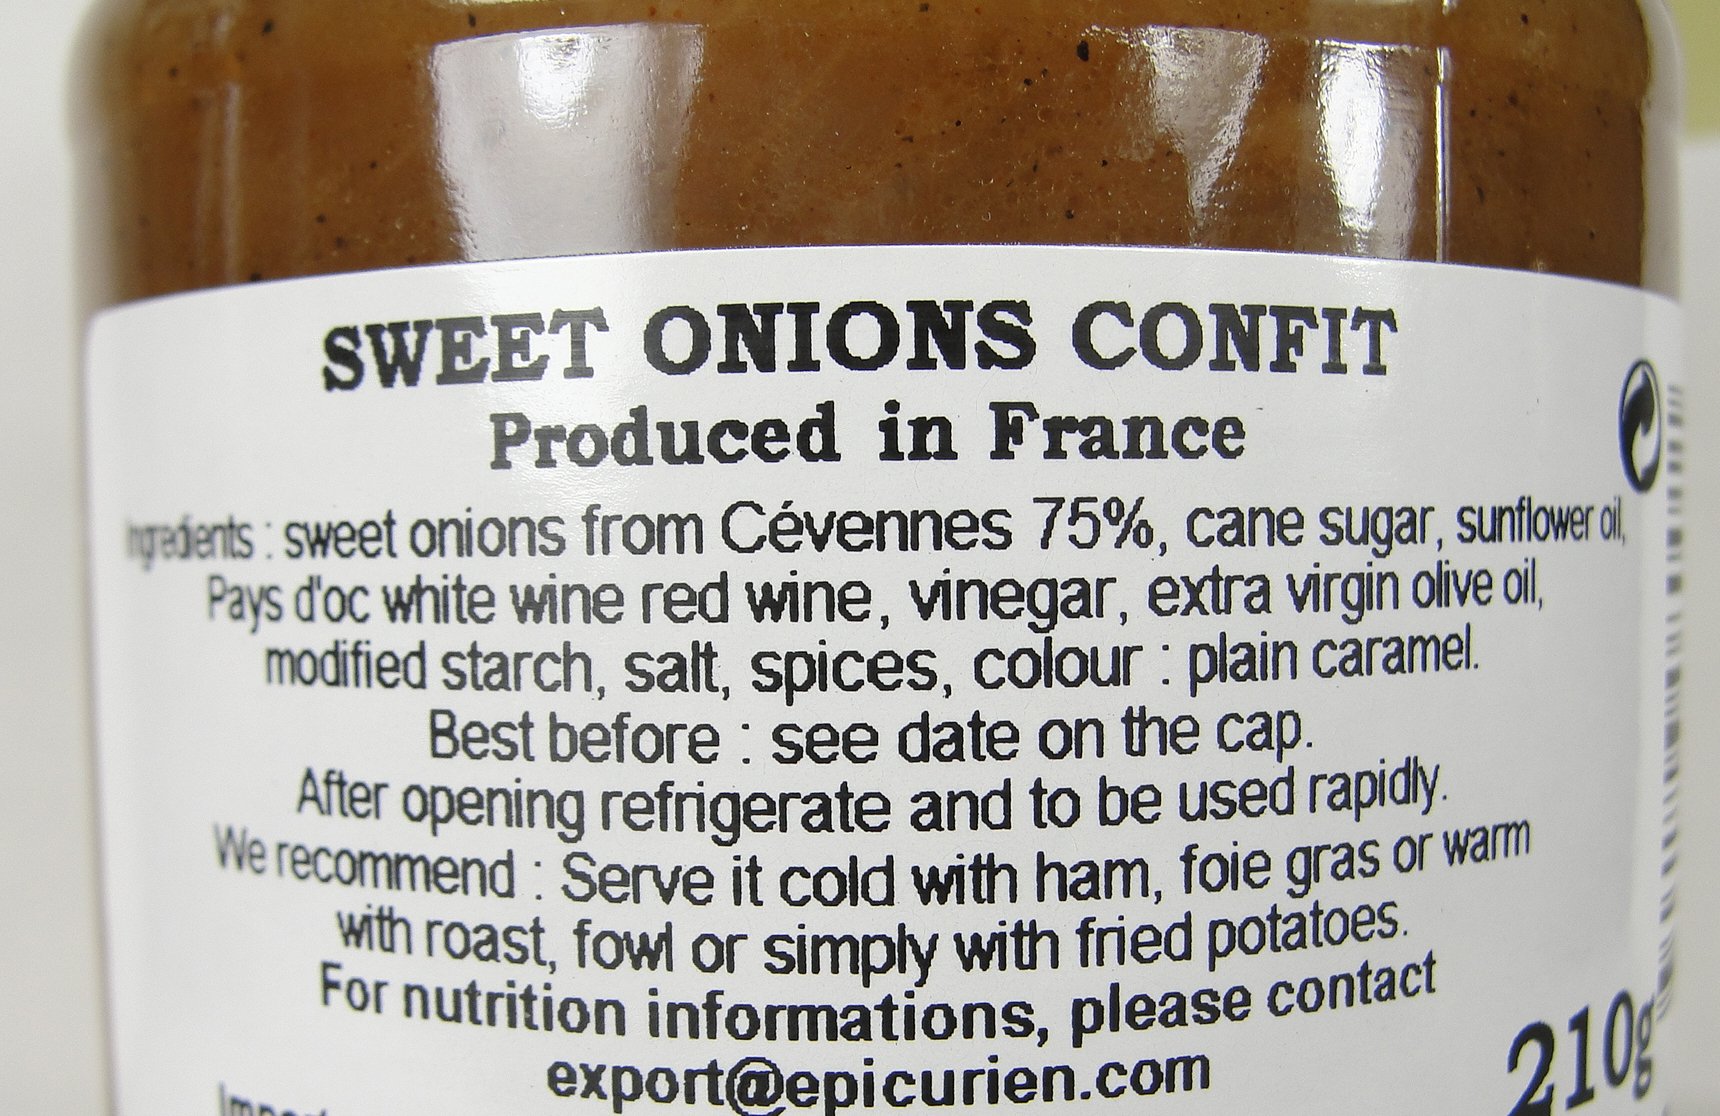 SWEET ONIONS CONFIT
Produced in France
Ingredients : sweet onions from Cévennes 75%, cane sugar, sunflower oil,
Pays d'oc white wine red wine, vinegar, extra virgin olive oil,
modified starch, salt, spices, colour : plain caramel.
Best before : see date on the cap.
After opening refrigerate and to be used rapidly.
We recommend : Serve it cold with ham, foie gras or warm
with roast, fowl or simply with fried potatoes.
For nutrition informations, please contact
export@epicurien.com
210g